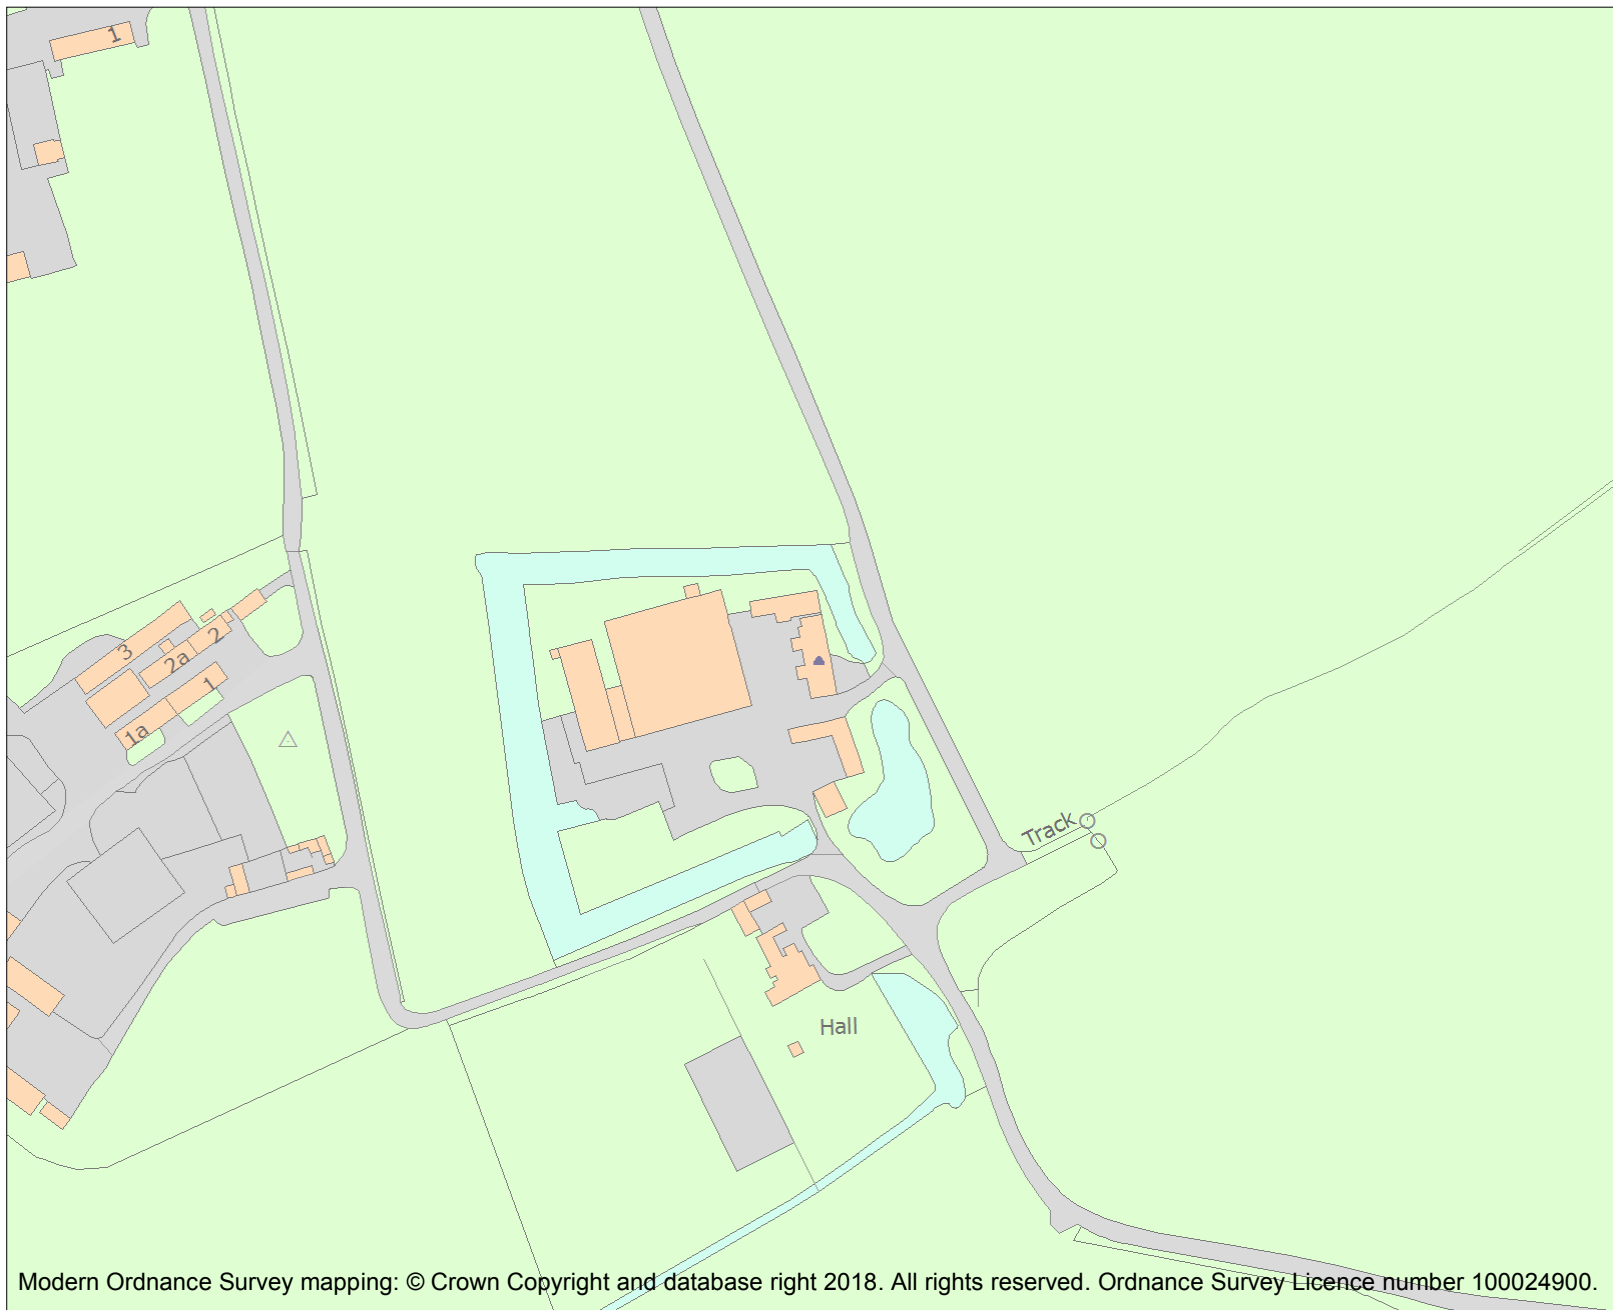 1
3
2
2a
1
1a
Track
Hall
Modern Ordnance Survey mapping: © Crown Copyright and database right 2018. All rights reserved. Ordnance Survey Licence number 100024900.